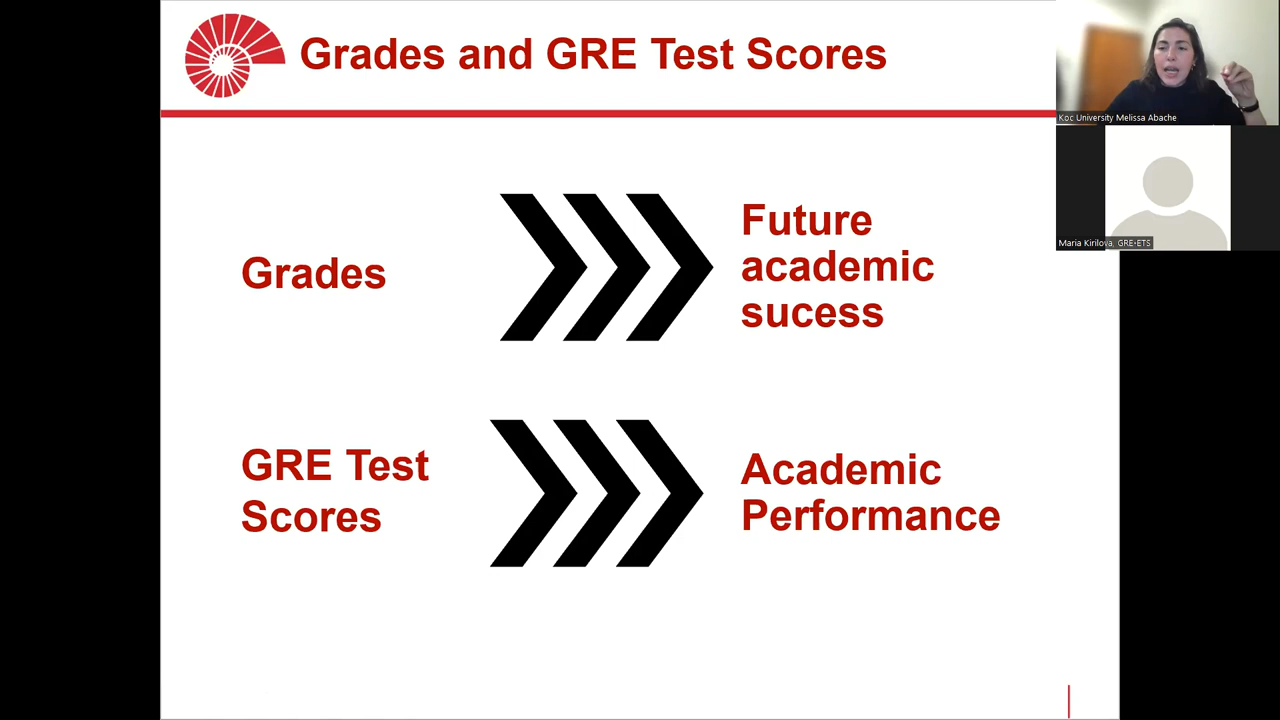 Grades and GRE Test Scores
Koc University Melissa Abache
Maria Kirilova, GRE-ETS
Grades
Future
academic
sucess
GRE Test
Scores
Academic
Performance